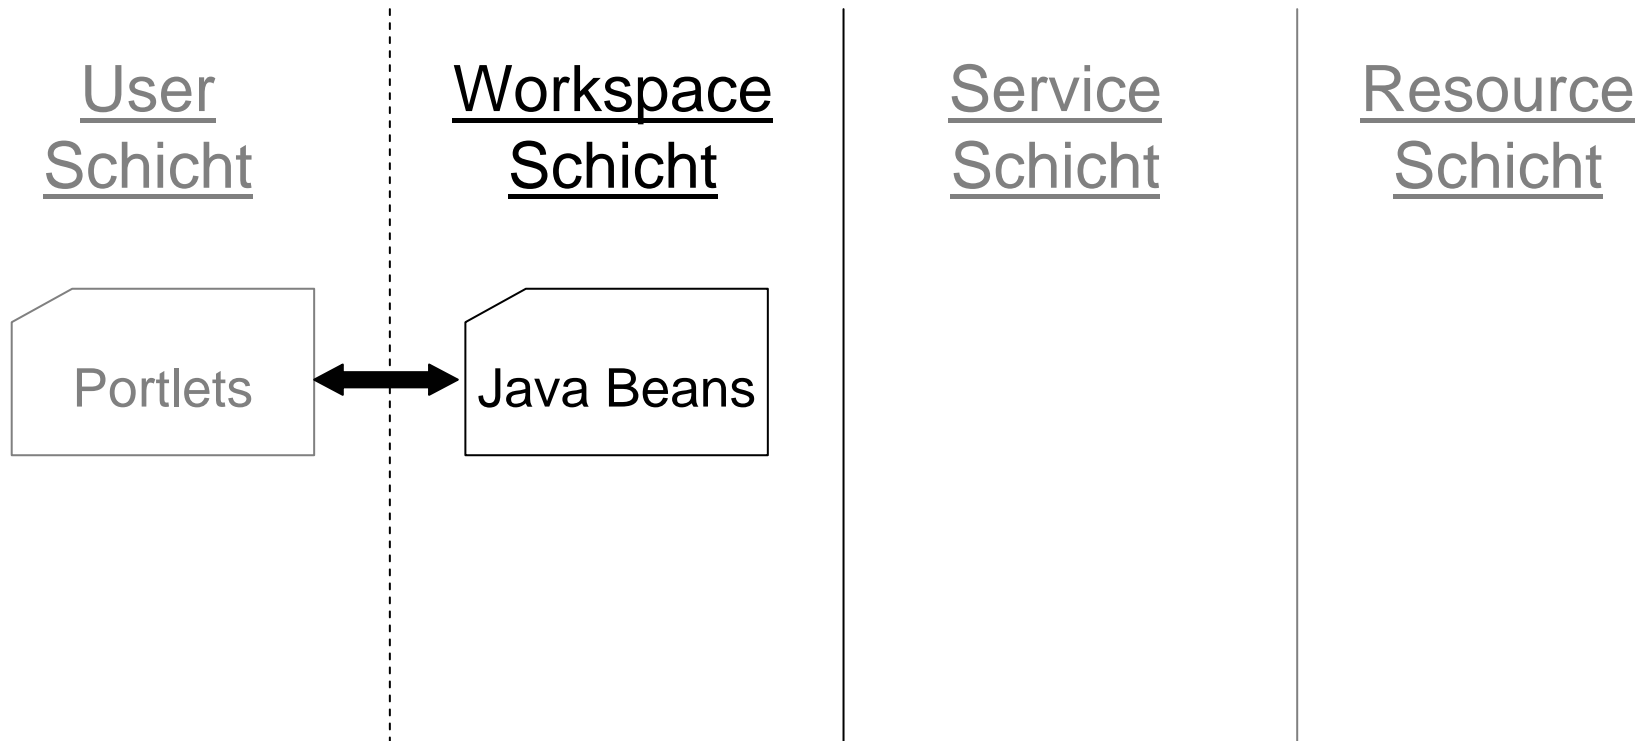 User
Schicht
Workspace
Schicht
Service
Schicht
Resource
Schicht
Portlets
Java Beans